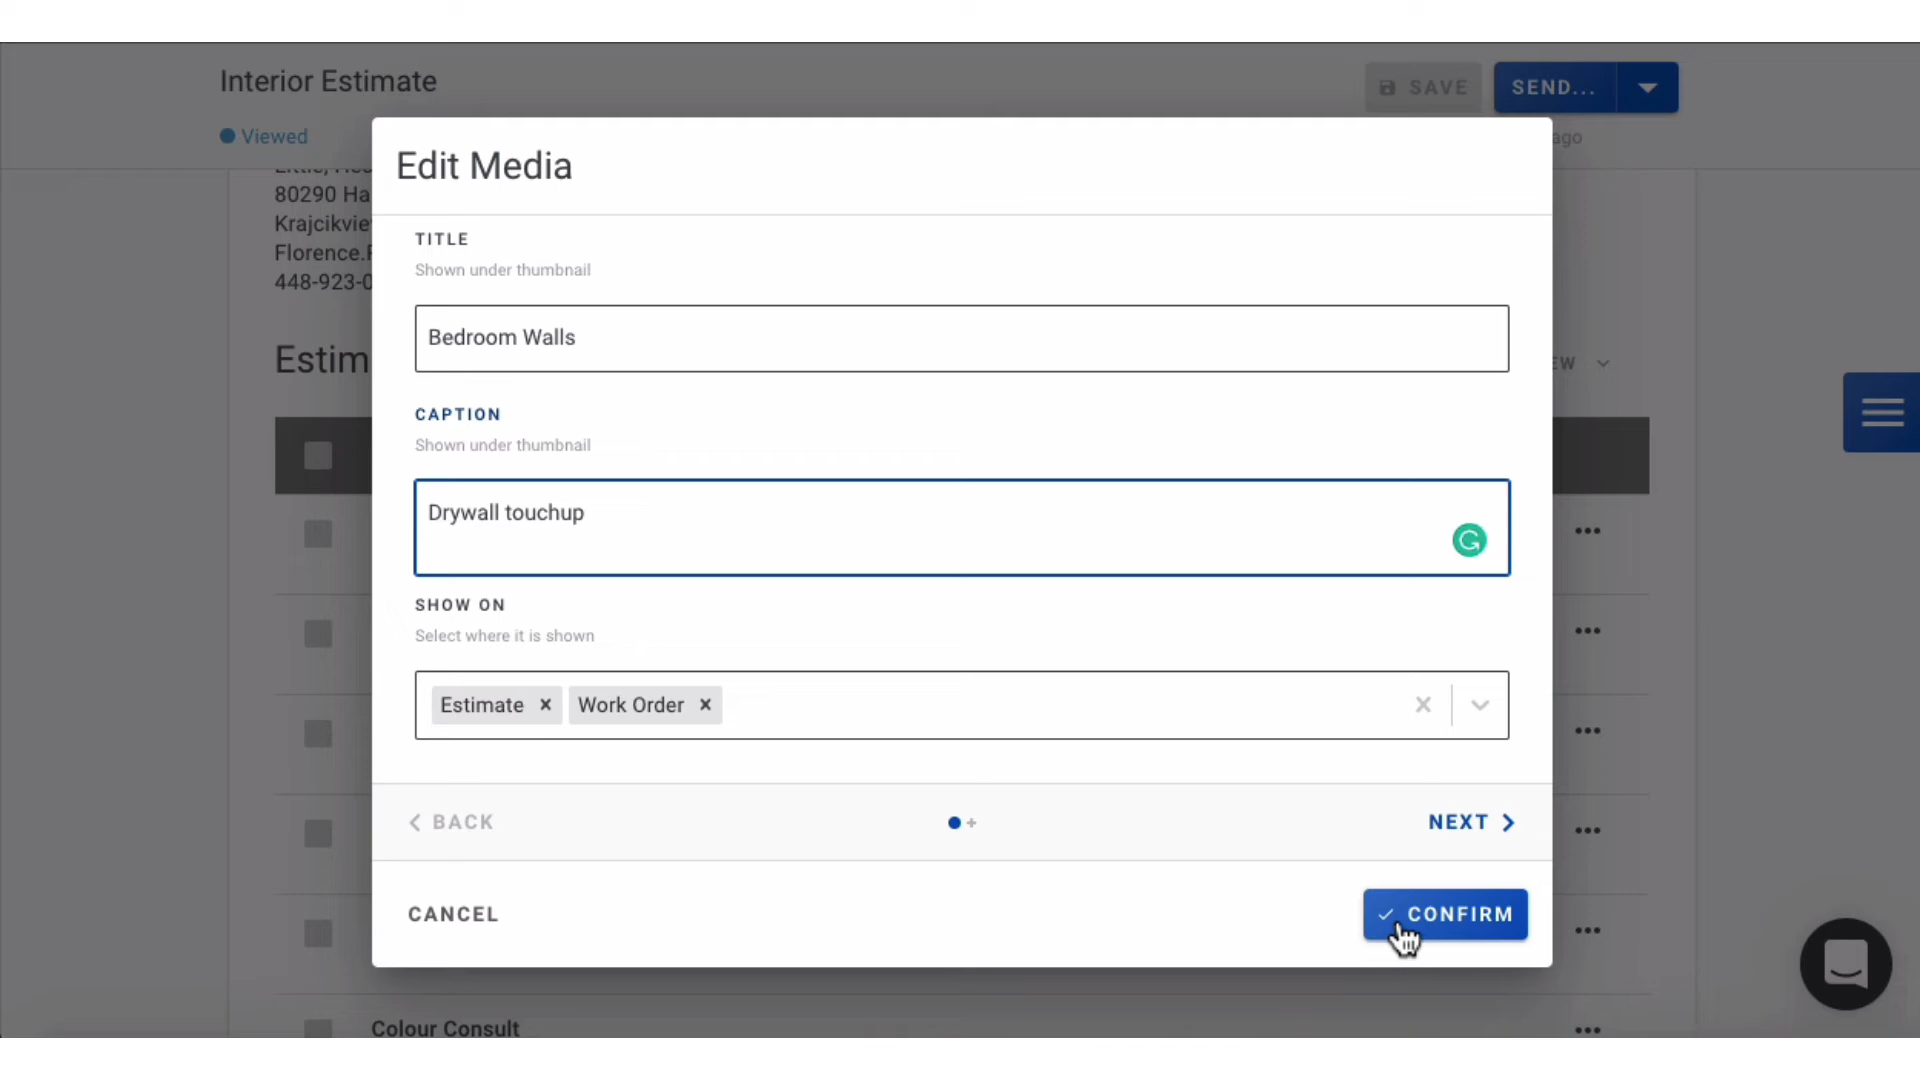 Interior Estimate
SAVE
SEND...
Viewed
ago
80290 Ha
Krajcikvie
Florence.
448-923-0
Estim
EW
Edit Media
TITLE
Shown under thumbnail
Bedroom Walls
CAPTION
Shown under thumbnail
Drywall touchup
SHOW ON
Select where it is shown
Estimate × Work Order ×
BACK
NEXT
CANCEL
CONFIRM
Colour Consult